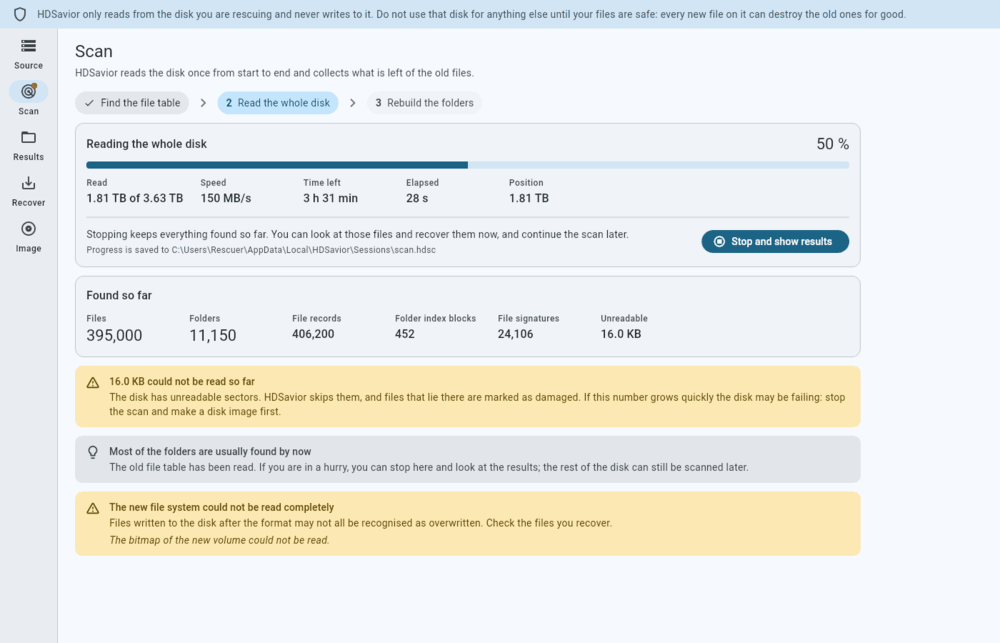 HDSavior only reads from the disk you are rescuing and never writes to it. Do not use that disk for anything else until your files are safe: every new file on it can destroy the old ones for good.
Source
Scan
Results
Recover
Image
Scan
HDSavior reads the disk once from start to end and collects what is left of the old files.
Find the file table
2 Read the whole disk
3 Rebuild the folders
Reading the whole disk 50 %
Read Speed Time left Elapsed Position
1.81 TB of 3.63 TB 150 MB/s 3 h 31 min 28 s 1.81 TB
Stopping keeps everything found so far. You can look at those files and recover them now, and continue the scan later.
Progress is saved to C:\Users\Rescuer\AppData\Local\HDSavior\Sessions\scan.hdsc
Stop and show results
Found so far
Files Folders File records Folder index blocks File signatures Unreadable
395,000 11,150 406,200 452 24,106 16.0 KB
16.0 KB could not be read so far
The disk has unreadable sectors. HDSavior skips them, and files that lie there are marked as damaged. If this number grows quickly the disk may be failing: stop
the scan and make a disk image first.
Most of the folders are usually found by now
The old file table has been read. If you are in a hurry, you can stop here and look at the results; the rest of the disk can still be scanned later.
The new file system could not be read completely
Files written to the disk after the format may not all be recognised as overwritten. Check the files you recover.
The bitmap of the new volume could not be read.